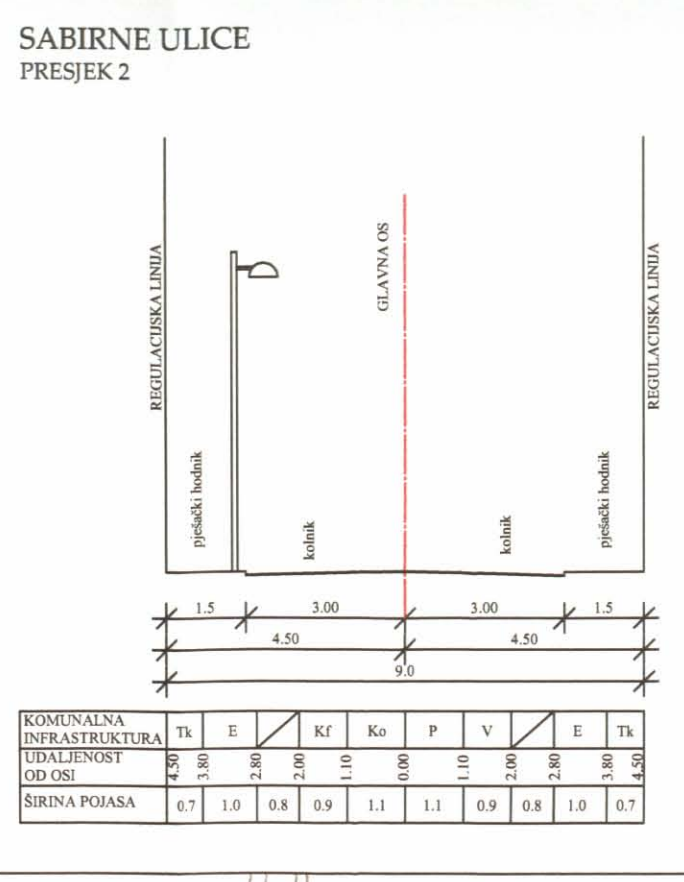 SABIRNE ULICE
PRESJEK 2
REGULACIJSKA LINIJA
GLAVNA OS
REGULACIJSKA LINIJA
pješački hodnik
kolnik
kolnik
pješački hodnik
1.5 3.00 3.00 1.5
4.50 4.50
9.0
KOMUNALNA INFRASTRUKTURA Tk E Kf Ko P V E Tk
UDALJENOST OD OSI 4.50 3.80 2.80 2.00 1.10 0.00 1.10 2.00 2.80 3.80 4.50
ŠIRINA POJASA 0.7 1.0 0.8 0.9 1.1 1.1 0.9 0.8 1.0 0.7